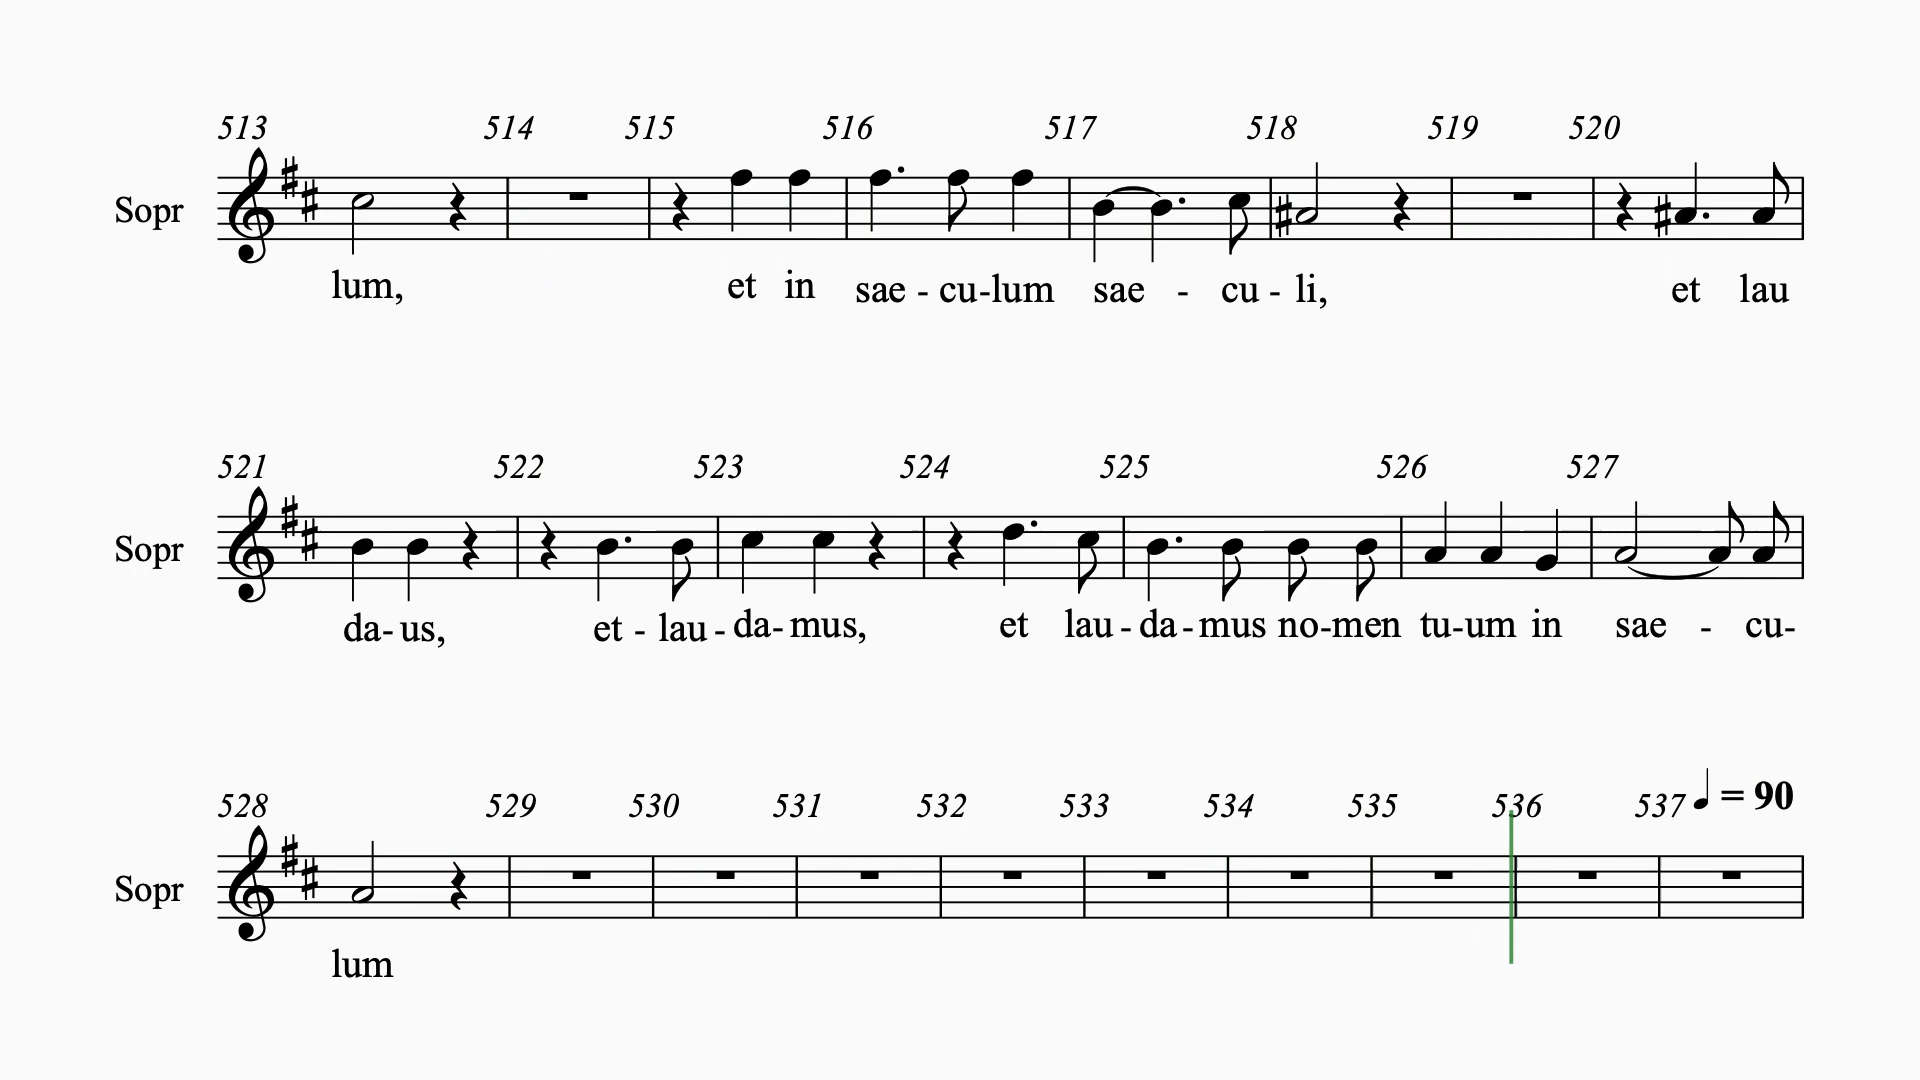 513 514 515 516 517 518 519 520
Sopr
lum, et in sae - cu-lum sae - cu - li, et lau
521 522 523 524 525 526 527
Sopr
da- us, et - lau - da- mus, et lau - da - mus no-men tu-um in sae - cu-
528 529 530 531 532 533 534 535 536 537 ♩ = 90
Sopr
lum